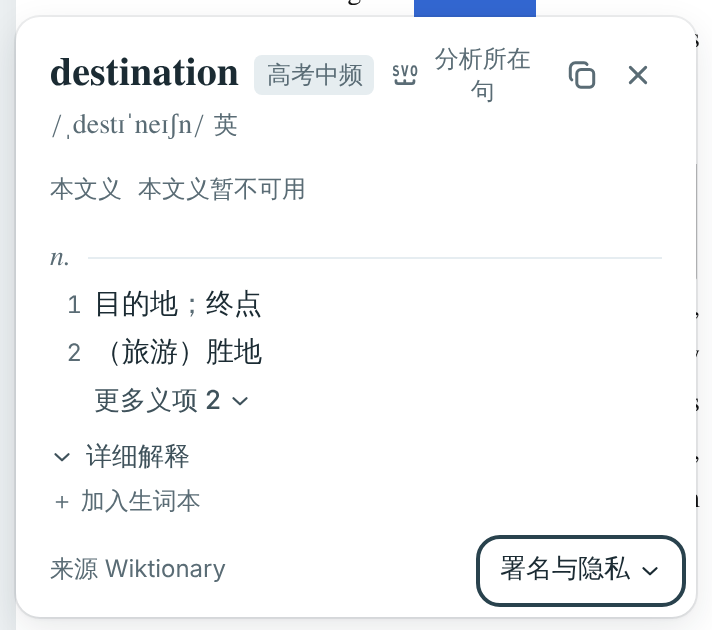 destination 高考中频 SVO 分析所在句
/ˌdestɪˈneɪʃn/ 英
本文义 本文义暂不可用
n.
1 目的地；终点
2 （旅游）胜地
更多义项 2
详细解释
+ 加入生词本
来源 Wiktionary
署名与隐私